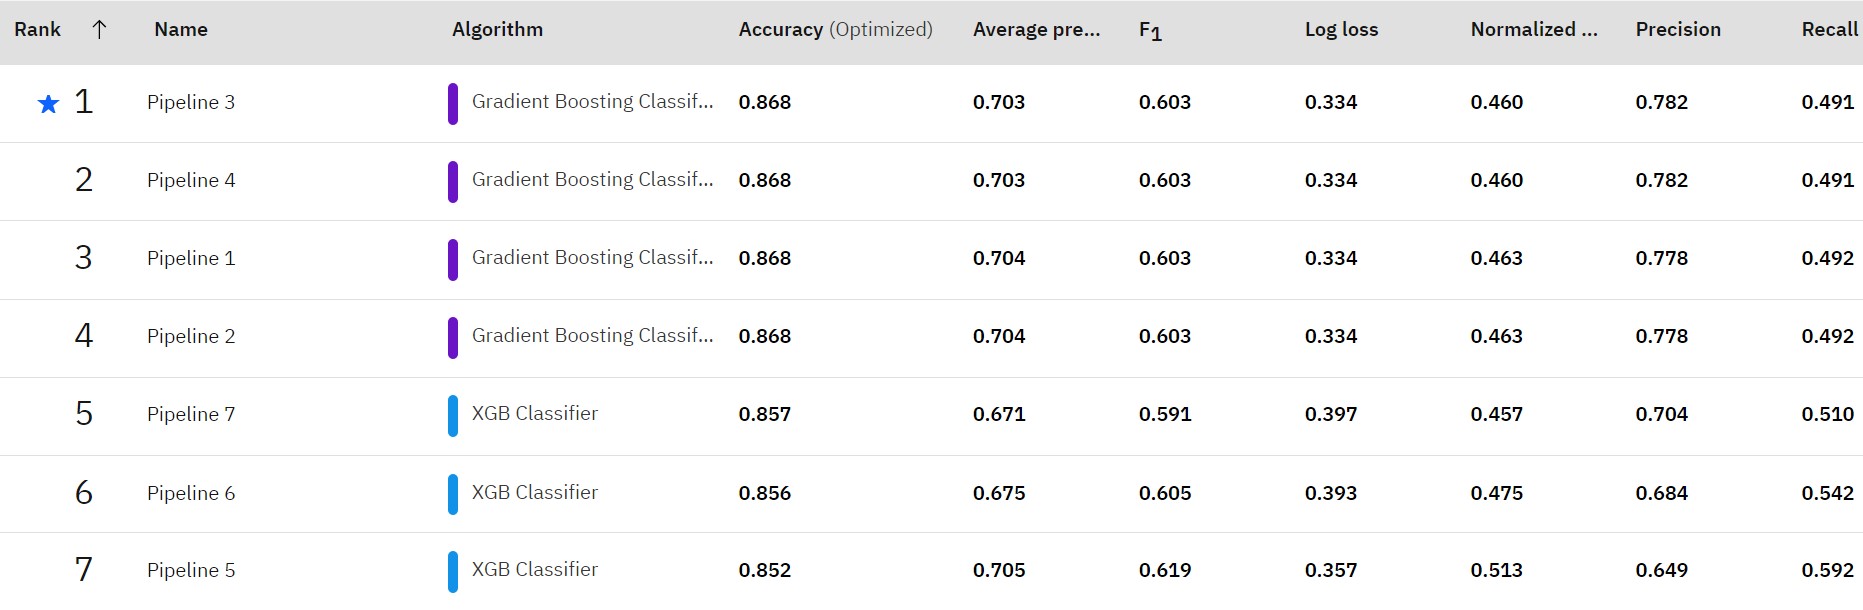 Rank ↑ Name Algorithm Accuracy (Optimized) Average pre... F1 Log loss Normalized ... Precision Recall
★ 1 Pipeline 3 Gradient Boosting Classif... 0.868 0.703 0.603 0.334 0.460 0.782 0.491
2 Pipeline 4 Gradient Boosting Classif... 0.868 0.703 0.603 0.334 0.460 0.782 0.491
3 Pipeline 1 Gradient Boosting Classif... 0.868 0.704 0.603 0.334 0.463 0.778 0.492
4 Pipeline 2 Gradient Boosting Classif... 0.868 0.704 0.603 0.334 0.463 0.778 0.492
5 Pipeline 7 XGB Classifier 0.857 0.671 0.591 0.397 0.457 0.704 0.510
6 Pipeline 6 XGB Classifier 0.856 0.675 0.605 0.393 0.475 0.684 0.542
7 Pipeline 5 XGB Classifier 0.852 0.705 0.619 0.357 0.513 0.649 0.592